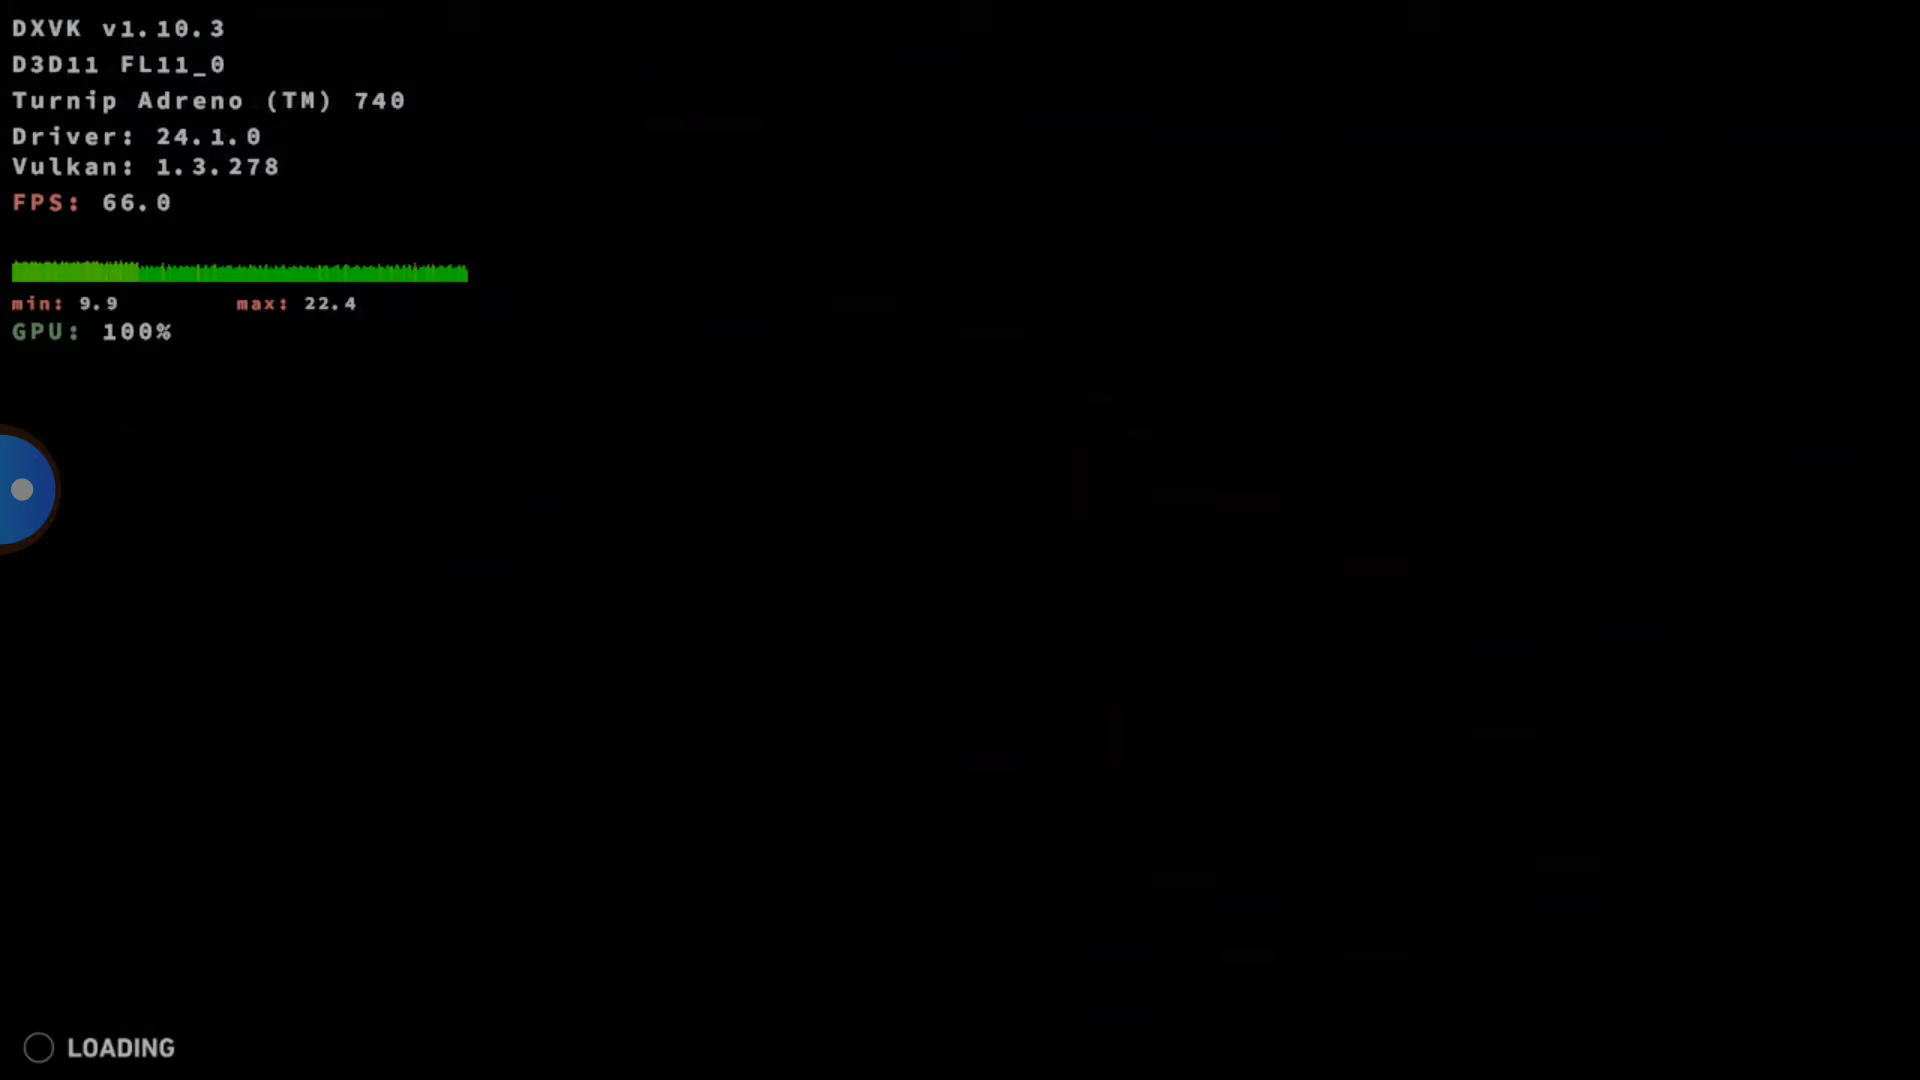 DXVK v1.10.3
D3D11 FL11_0
Turnip Adreno (TM) 740
Driver: 24.1.0
Vulkan: 1.3.278
FPS: 66.0
min: 9.9 max: 22.4
GPU: 100%
LOADING